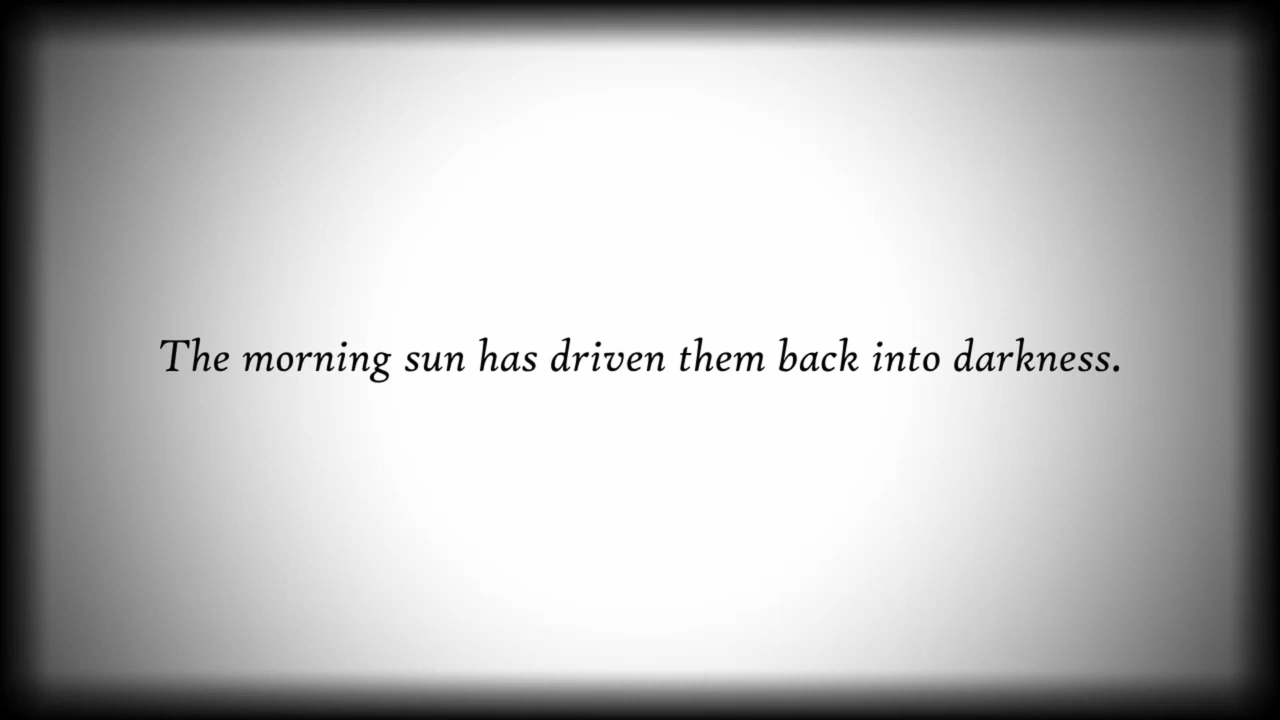 The morning sun has driven them back into darkness.